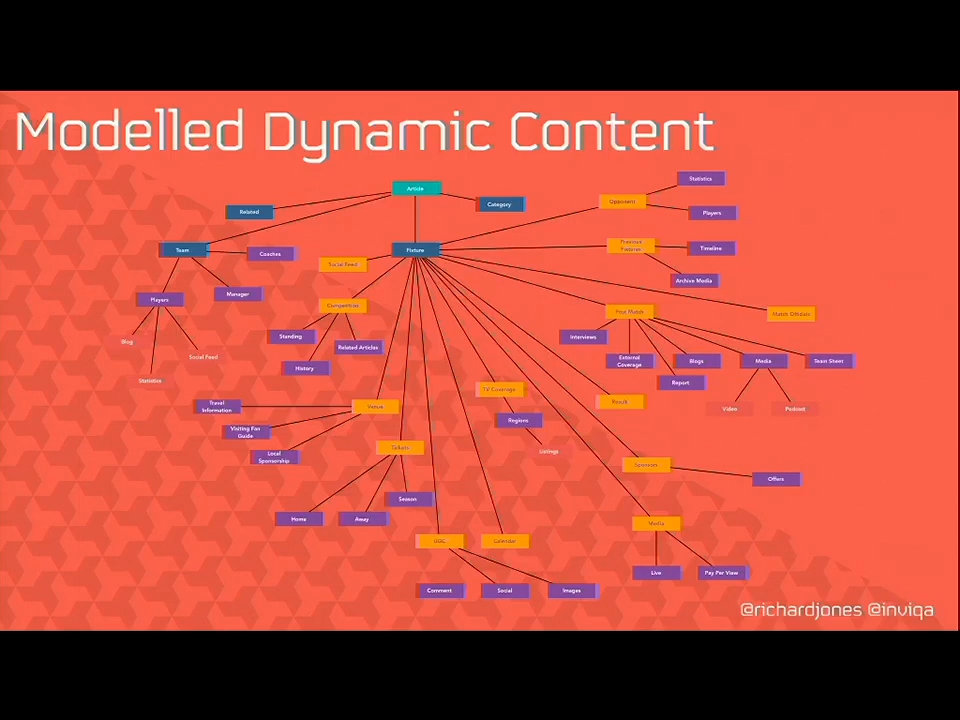 Modelled Dynamic Content
Statistics
Article
Opponent
Category
Related
Players
Team
Coaches
Fixture
Previous
Fixtures
Timeline
Social Feed
Archive Media
Manager
Players
Competition
Post Match
Match Officials
Blog
Standing
Related Articles
Interviews
Social Feed
External
Coverage
Blogs
Media
Team Sheet
History
Statistics
Report
TV Coverage
Travel
Information
Venue
Result
Video
Podcast
Regions
Visiting Fan
Guide
Tickets
Listings
Local
Sponsorship
Sponsors
Offers
Season
Home
Away
Media
UGC
Calendar
Live
Pay Per View
Comment
Social
Images
@richardjones @inviqa